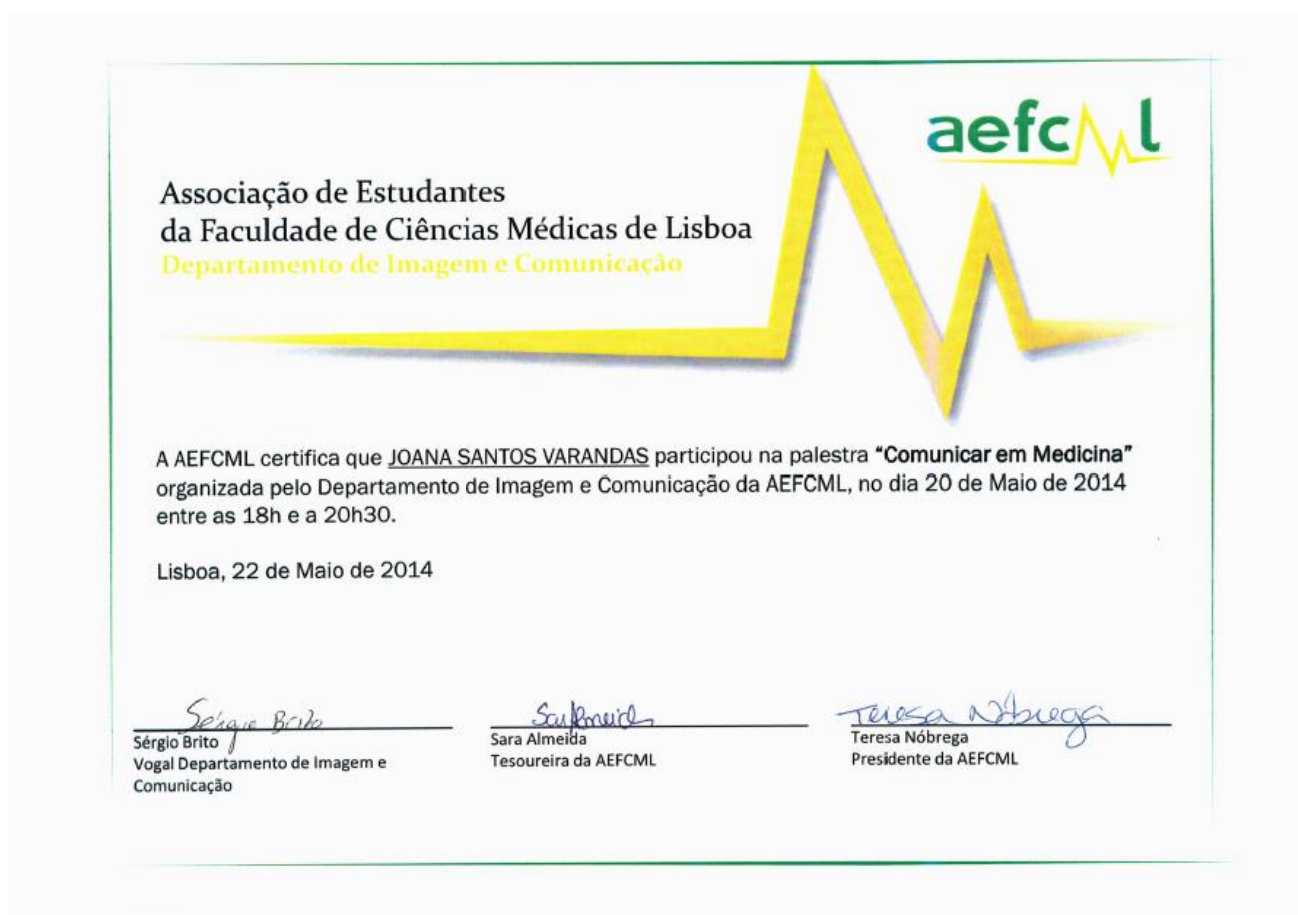 aefcml
Associação de Estudantes
da Faculdade de Ciências Médicas de Lisboa
Departamento de Imagem e Comunicação
A AEFCML certifica que JOANA SANTOS VARANDAS participou na palestra "Comunicar em Medicina"
organizada pelo Departamento de Imagem e Comunicação da AEFCML, no dia 20 de Maio de 2014
entre as 18h e a 20h30.
Lisboa, 22 de Maio de 2014
Sérgio Brito
Sara Almeida
Teresa Nóbrega
Sérgio Brito
Vogal Departamento de Imagem e
Comunicação
Sara Almeida
Tesoureira da AEFCML
Teresa Nóbrega
Presidente da AEFCML